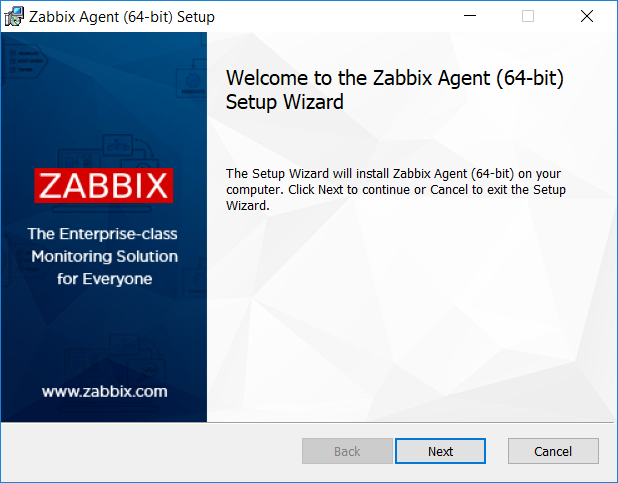 Zabbix Agent (64-bit) Setup
ZABBIX
The Enterprise-class
Monitoring Solution
for Everyone
www.zabbix.com
Welcome to the Zabbix Agent (64-bit)
Setup Wizard
The Setup Wizard will install Zabbix Agent (64-bit) on your
computer. Click Next to continue or Cancel to exit the Setup
Wizard.
Back
Next
Cancel